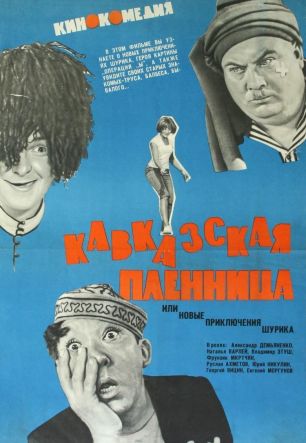 КИНОКОМЕДИЯ
В ЭТОМ ФИЛЬМЕ ВЫ УЗ-
НАЕТЕ О НОВЫХ ПРИКЛЮЧЕНИ-
ЯХ ШУРИКА, ГЕРОЯ КАРТИНЫ
„ОПЕРАЦИЯ „Ы“, А ТАКЖЕ
УВИДИТЕ СВОИХ СТАРЫХ ЗНА-
КОМЫХ-ТРУСА, БАЛБЕСА, БЫ-
ВАЛОГО...
КАВКАЗСКАЯ
ПЛЕННИЦА
ИЛИ НОВЫЕ
ПРИКЛЮЧЕНИЯ
ШУРИКА
В ролях: Александр ДЕМЬЯНЕНКО,
Наталья ВАРЛЕЙ, Владимир ЭТУШ,
Фрунзик МКРТЧЯН,
Руслан АХМЕТОВ, Юрий НИКУЛИН,
Георгий ВИЦИН, Евгений МОРГУНОВ